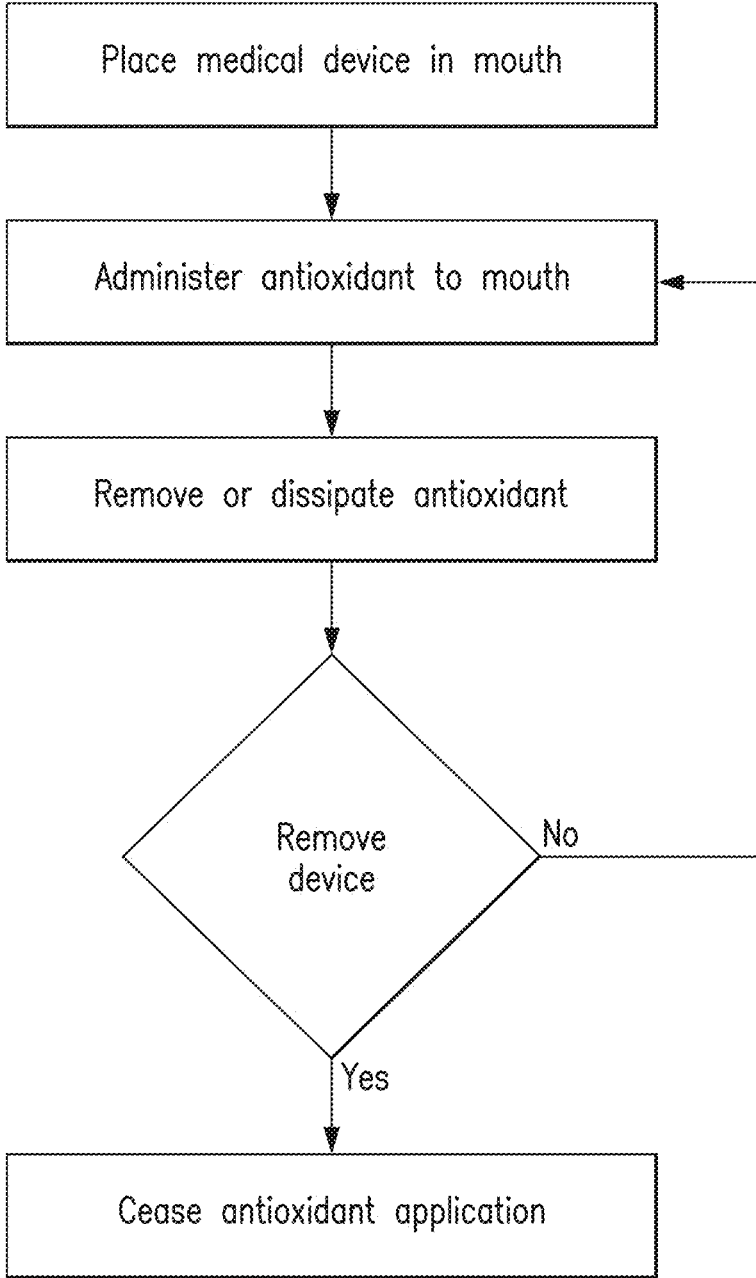 Place medical device in mouth
Administer antioxidant to mouth
Remove or dissipate antioxidant
Remove
device
No
Yes
Cease antioxidant application